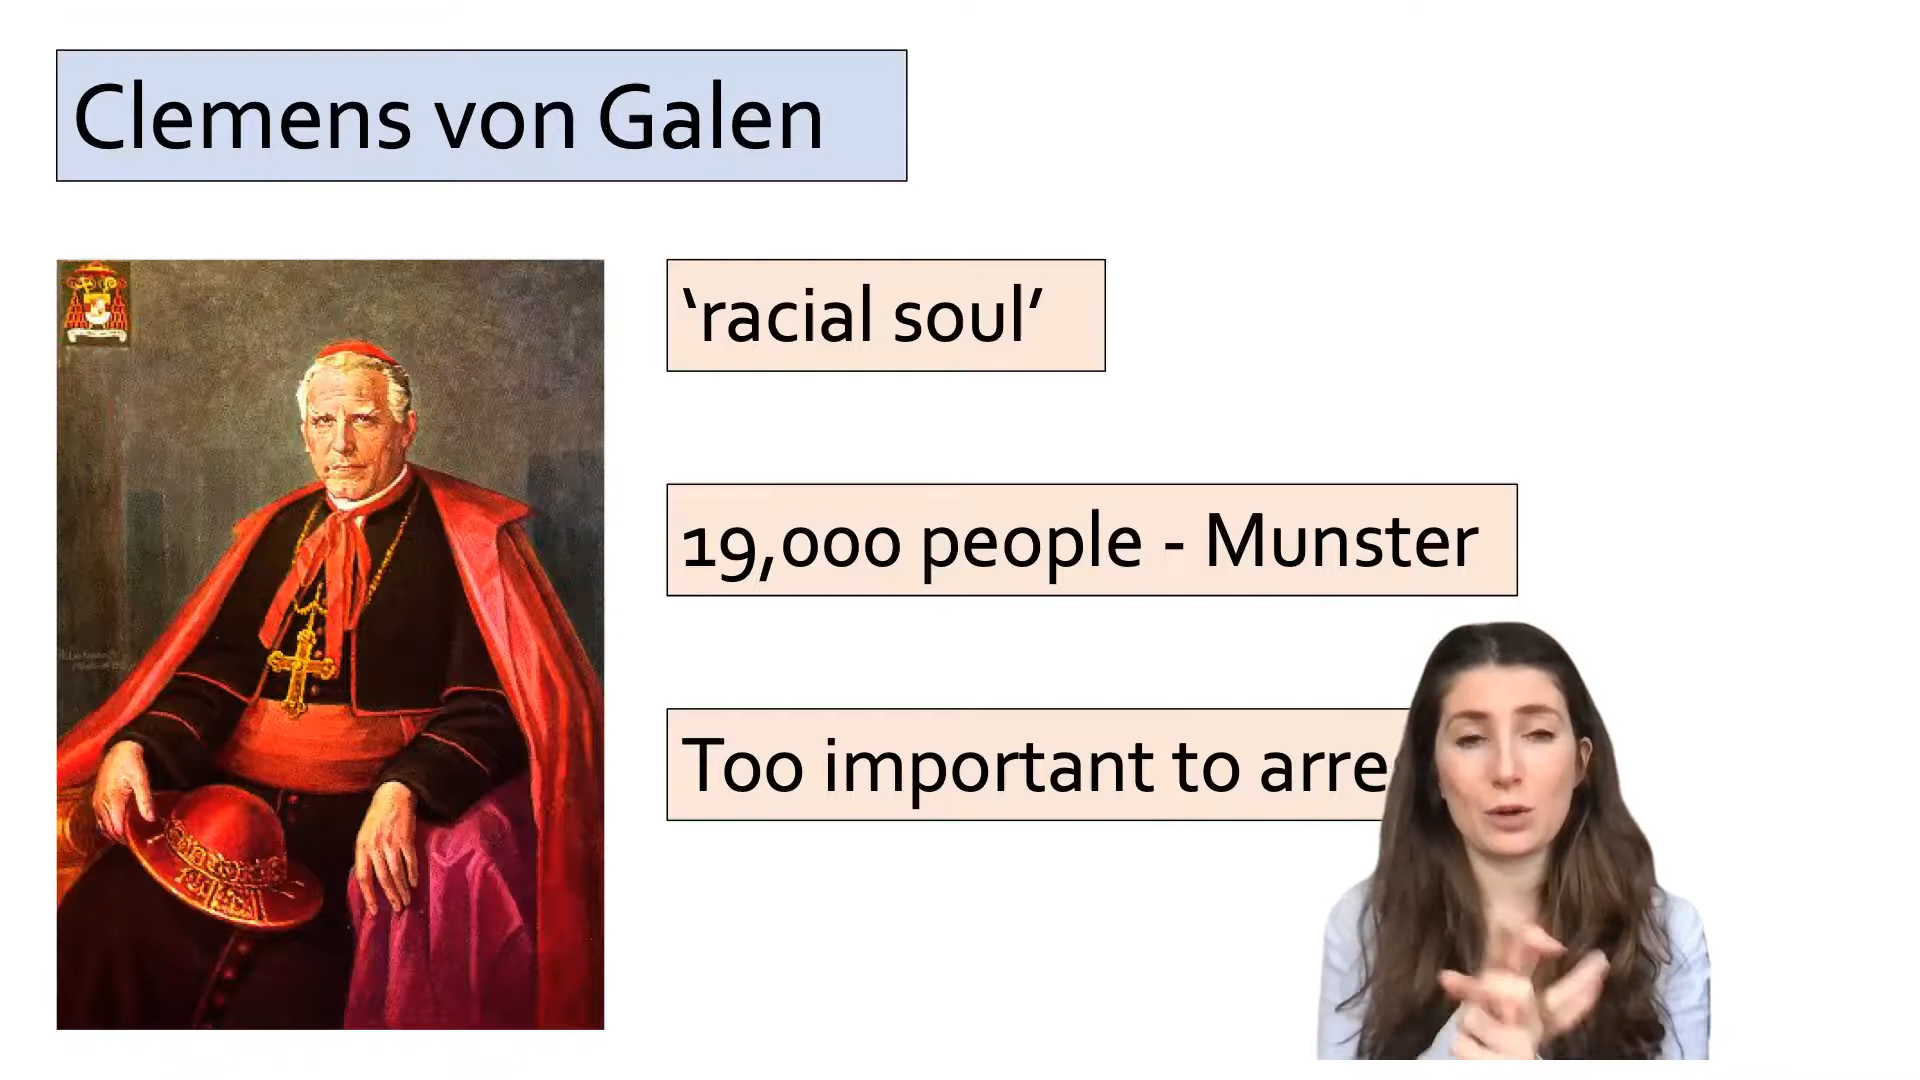 Clemens von Galen
‘racial soul’
19,000 people - Munster
Too important to arre